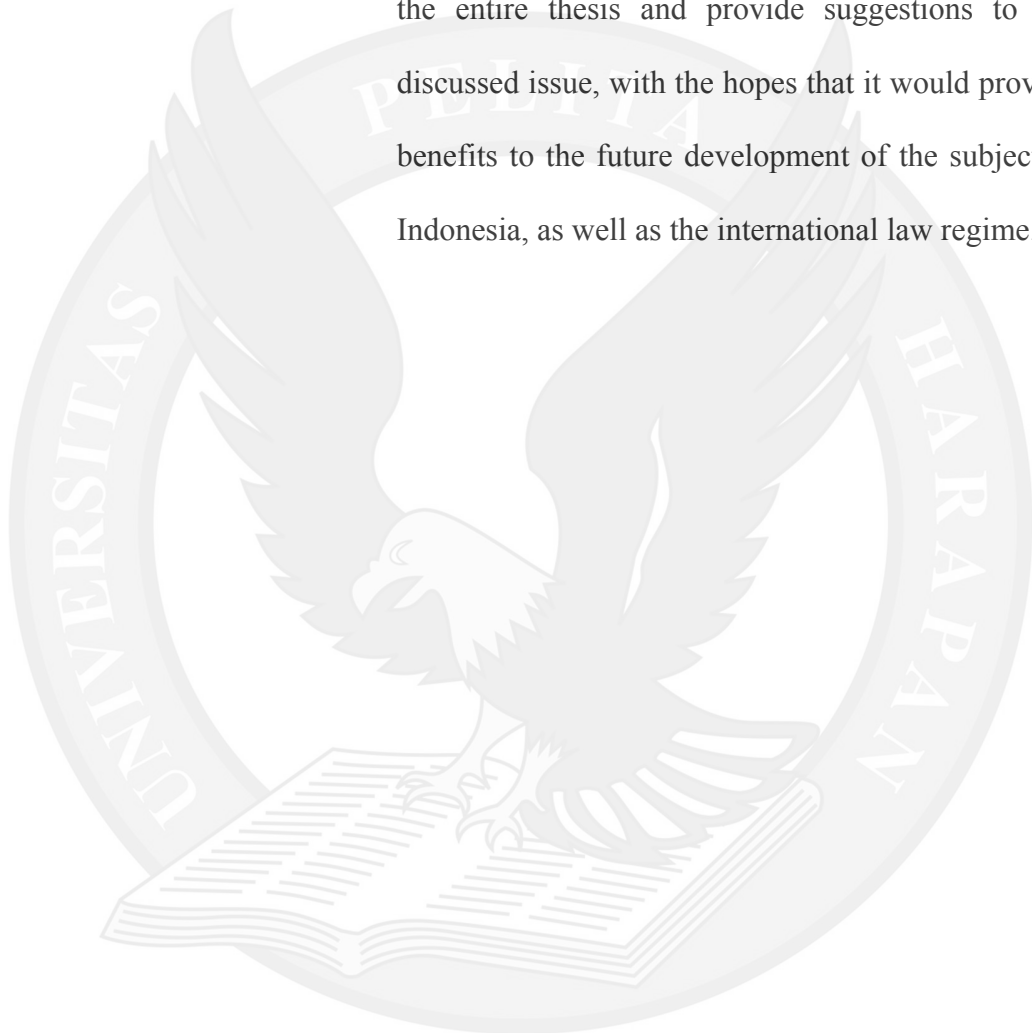 the entire thesis and provide suggestions to
discussed issue, with the hopes that it would prov
benefits to the future development of the subjec
Indonesia, as well as the international law regime
UNIVERSITAS PELITA HARAPAN